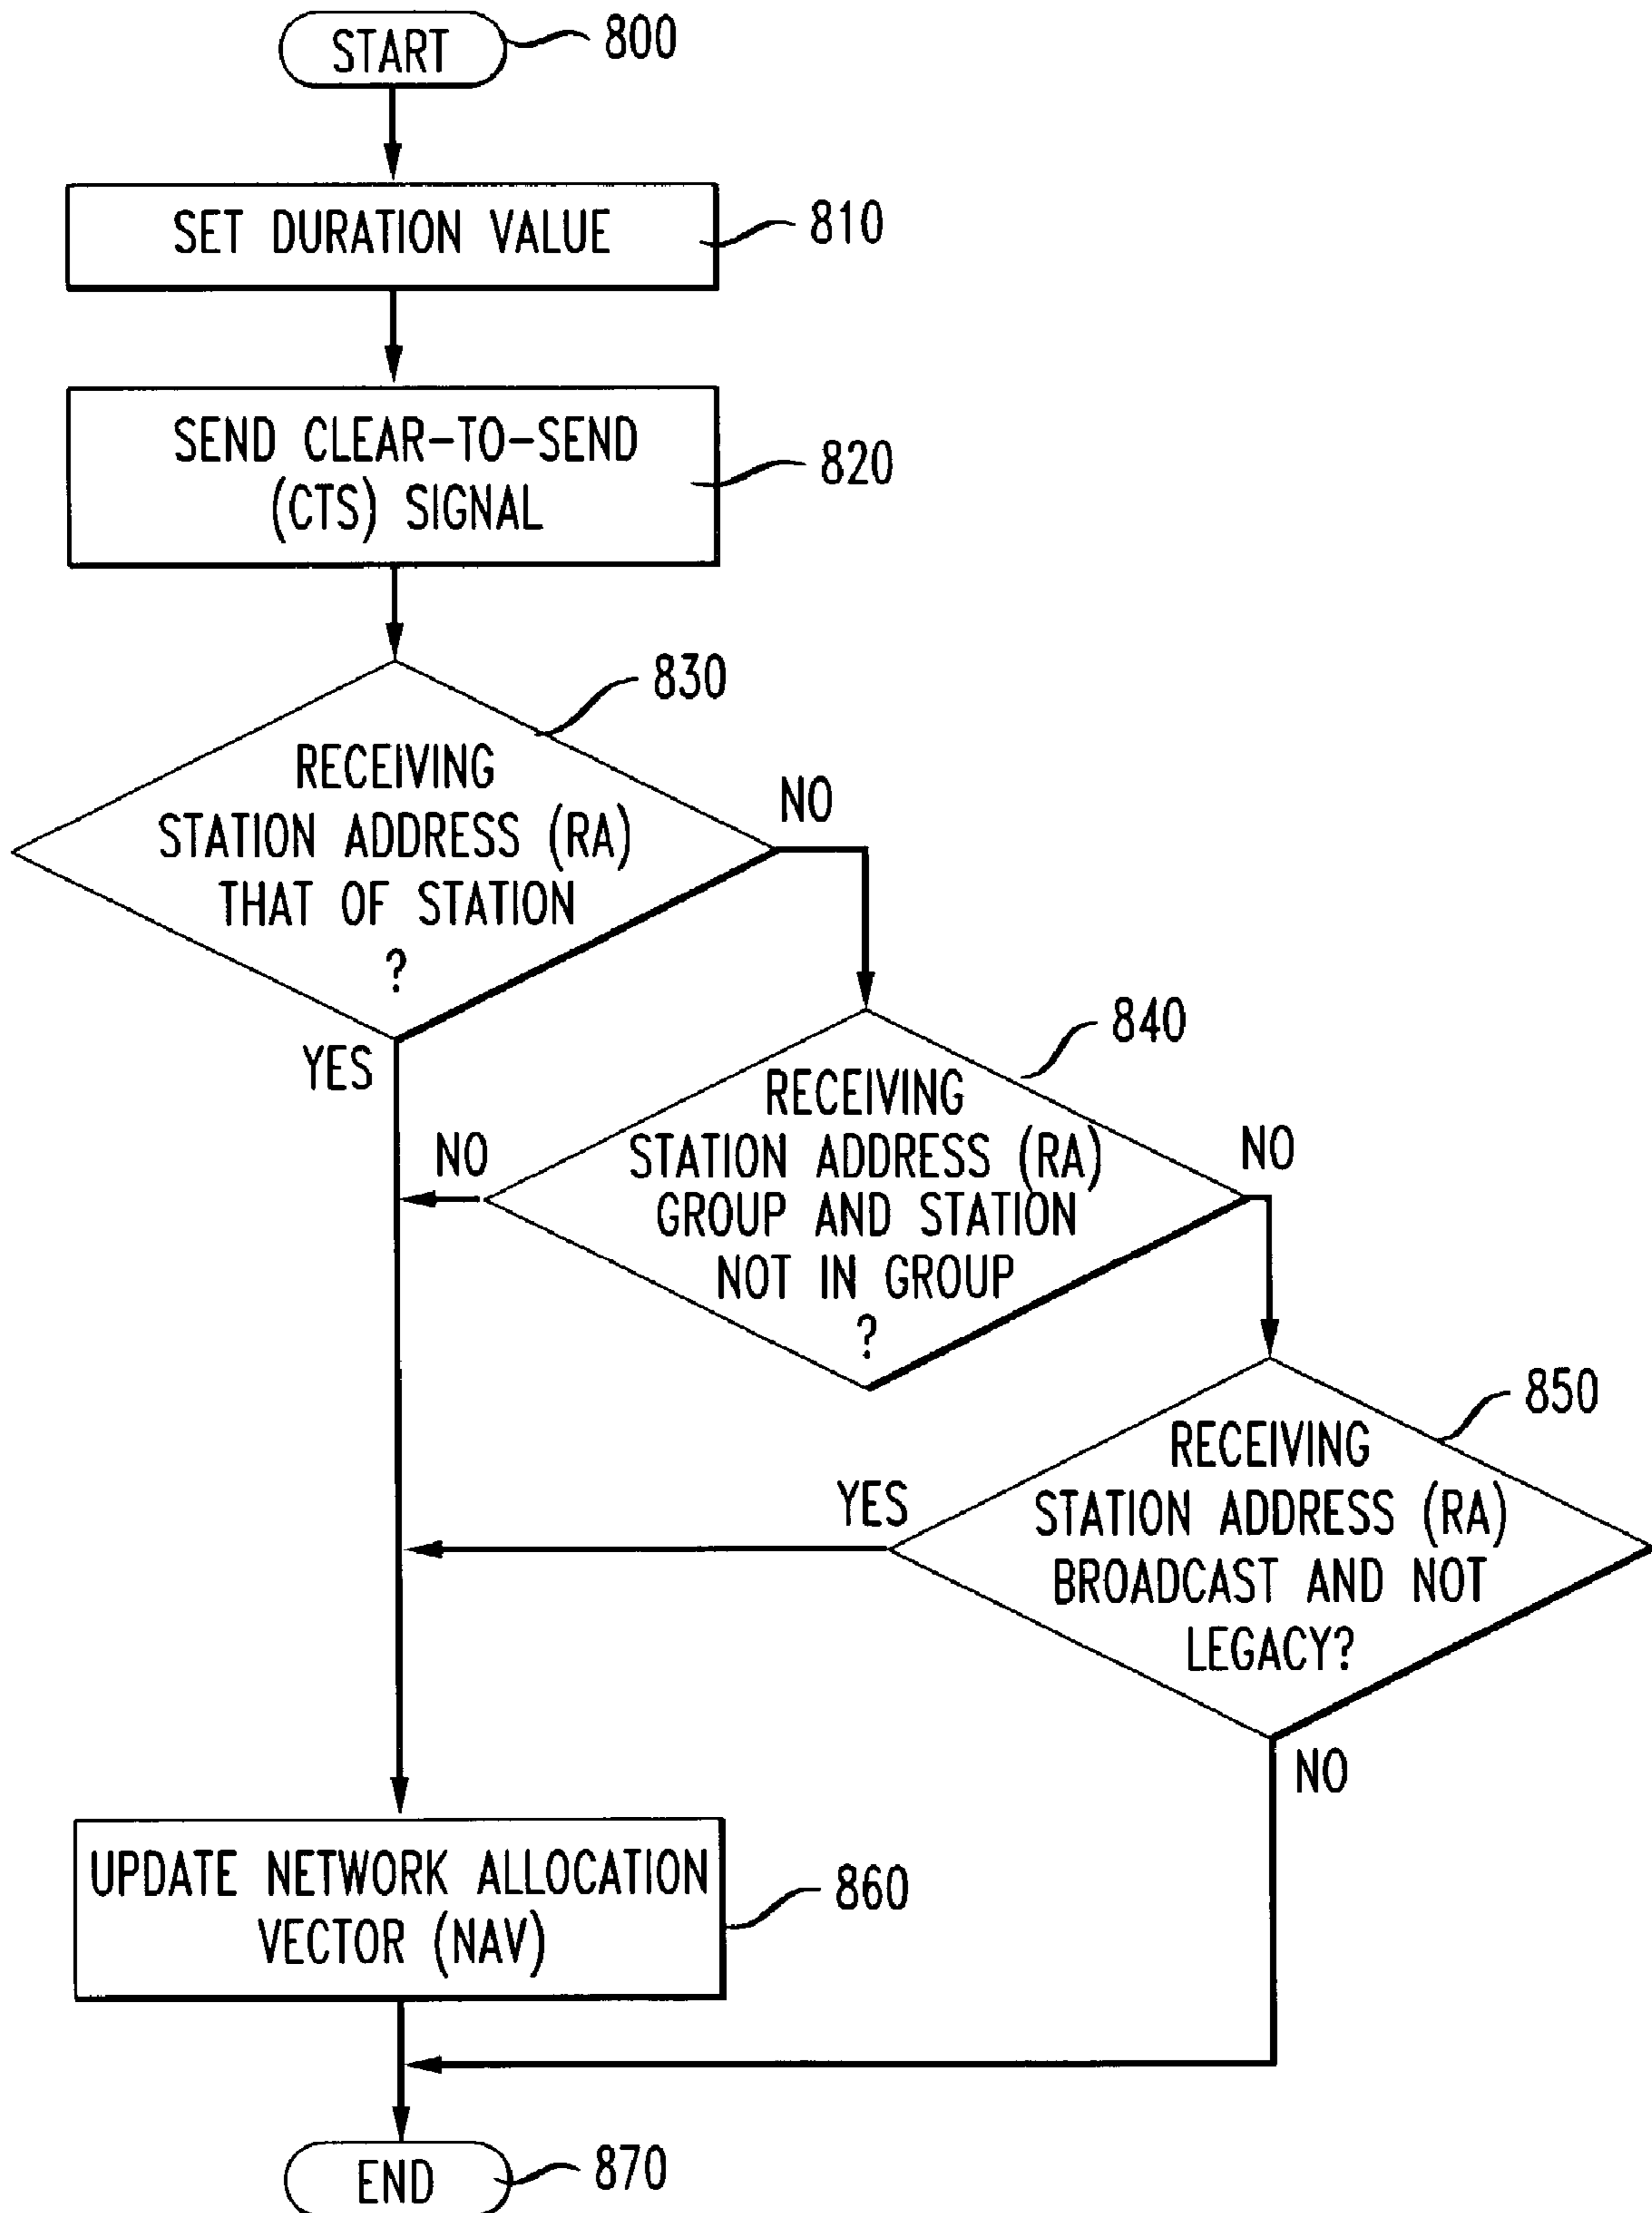 START
800
SET DURATION VALUE
810
SEND CLEAR-TO-SEND
(CTS) SIGNAL
820
830
RECEIVING
STATION ADDRESS (RA)
THAT OF STATION
?
NO
YES
840
RECEIVING
STATION ADDRESS (RA)
GROUP AND STATION
NOT IN GROUP
?
NO
NO
850
RECEIVING
STATION ADDRESS (RA)
BROADCAST AND NOT
LEGACY?
YES
NO
UPDATE NETWORK ALLOCATION
VECTOR (NAV)
860
END
870